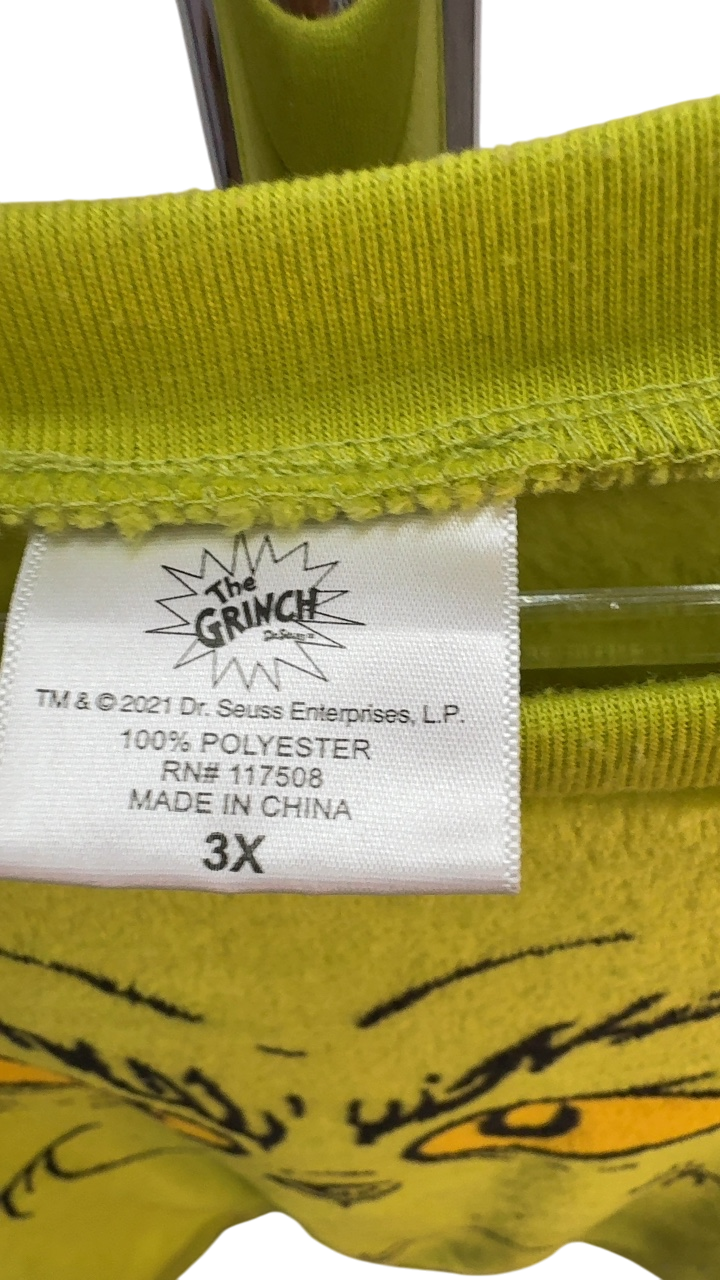 The
GRINCH
Dr. Seuss
TM & © 2021 Dr. Seuss Enterprises, L.P.
100% POLYESTER
RN# 117508
MADE IN CHINA
3X